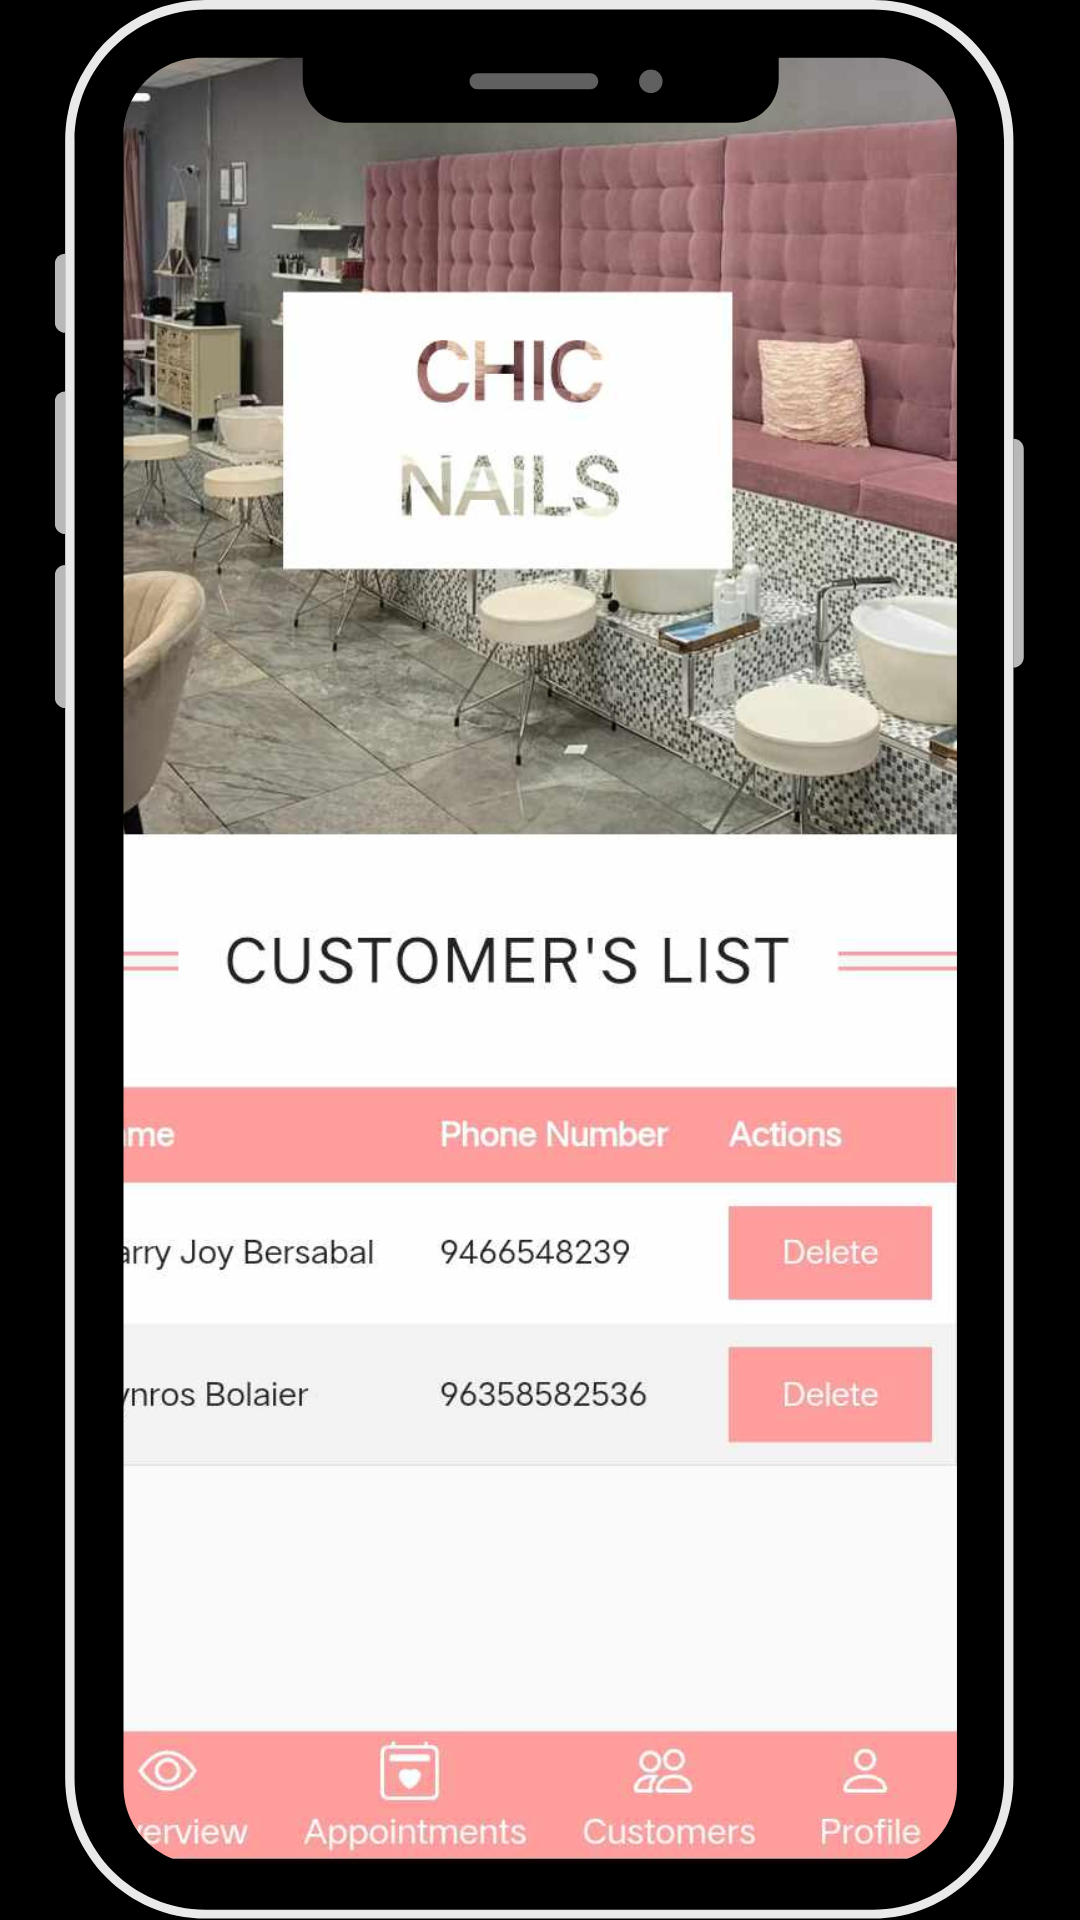 CHIC
NAILS
CUSTOMER'S LIST
me Phone Number Actions
arry Joy Bersabal 9466548239 Delete
ynros Bolaier 96358582536 Delete
erview Appointments Customers Profile